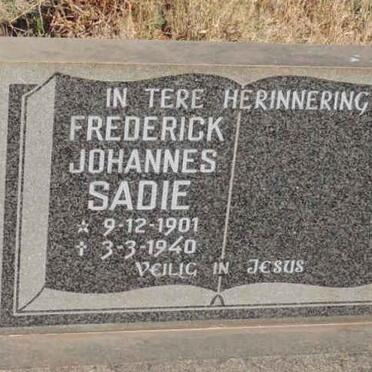 IN TERE HERINNERING
FREDERICK
JOHANNES
SADIE
☆ 9-12-1901
✝ 3-3-1940
VEILIG IN JESUS